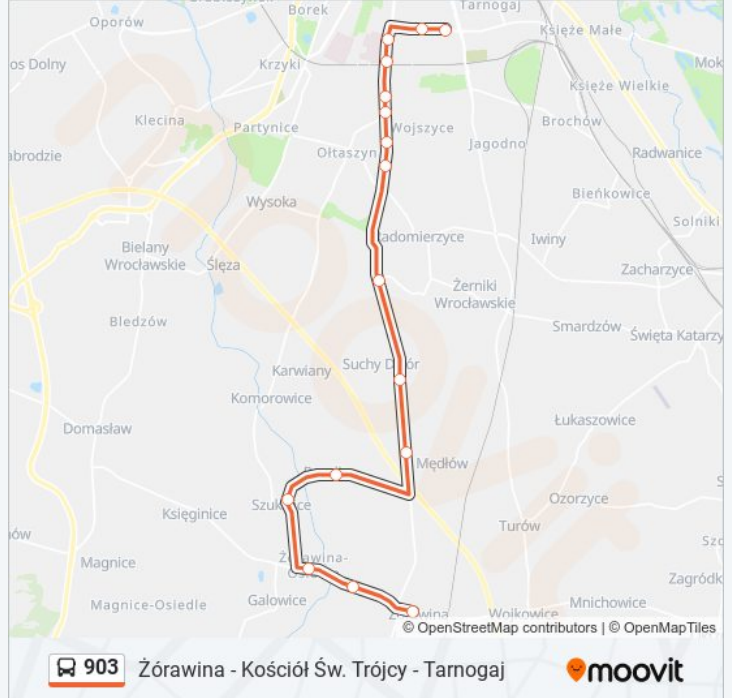 Oporów
Borek
Tarnogaj
Księże Małe
Krzyki
os Dolny
Mok
Księże Wielkie
Klecina
Partynice
Wojszyce
Brochów
Ołtaszyn
Jagodno
abrodzie
Radwanice
Wysoka
Bieńkowice
Solniki
adomierzyce
Iwiny
Bielany
Wrocławskie
Ślęza
Zacharzyce
Żerniki
Wrocławskie
Bledzów
Smardzów
Święta Katarzy
Suchy D ór
Karwiany
Komorowice
Łukaszowice
Domasław
Mędłów
Ozorzyce
Księginice
Turów
ów
Magnice
Zagródk
Galowice
Magnice-Osiedle
Mnichowice
Wojkowice
© OpenStreetMap contributors | © OpenMapTiles
903 Żórawina - Kościół Św. Trójcy - Tarnogaj
moovit